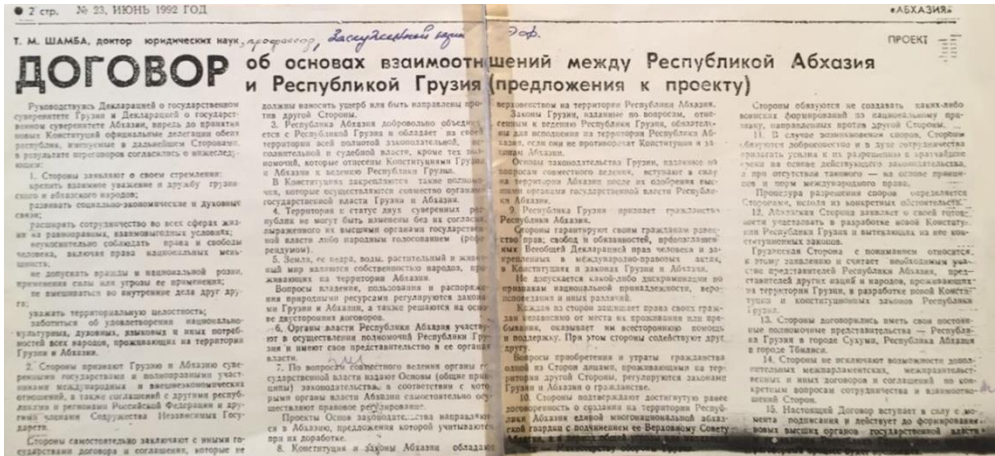 ● 2 стр. № 23, ИЮНЬ 1992 ГОД
«АБХАЗИЯ»
Т. М. ШАМБА, доктор юридических наук, профессор,
ПРОЕКТ
ДОГОВОР об основах взаимоотношений между Республикой Абхазия
и Республикой Грузия (предложения к проекту)
Руководствуясь Декларацией о государственном
суверенитете Грузии и Декларацией о государст-
венном суверенитете Абхазии, впредь до принятия
новых Конституций официальные делегации обеих
республик, именуемые в дальнейшем Сторонами,
в результате переговоров согласились о нижеследу-
ющем:
1. Стороны заявляют о своем стремлении:
крепить взаимное уважение и дружбу грузин-
ского и абхазского народов;
развивать социально-экономические и духовные
связи;
расширять сотрудничество во всех сферах жиз-
ни на равноправных, взаимовыгодных условиях;
неукоснительно соблюдать права и свободы
человека, включая права национальных мень-
шинств;
не допускать вражды и национальной розни,
применения силы или угрозы ее применения;
не вмешиваться во внутренние дела друг дру-
га;
уважать территориальную целостность;
заботиться об удовлетворении национально-
культурных, духовных, языковых и иных потреб-
ностей всех народов, проживающих на территории
Грузии и Абхазии.
2. Стороны признают Грузию и Абхазию суве-
ренными государствами и полноправными участ-
никами международных и внешнеэкономических
отношений, а также соглашений с другими респуб-
ликами и регионами Российской Федерации и дру-
гими членами Содружества Независимых Госу-
дарств.
Стороны самостоятельно заключают с иными го-
сударствами договора и соглашения, которые не
должны наносить ущерб или быть направлены про-
тив другой Стороны.
3. Республика Абхазия добровольно объединя-
ется с Республикой Грузия и обладает на своей
территории всей полнотой законодательной, ис-
полнительной и судебной власти, кроме тех пол-
номочий, которые отнесены Конституциями Грузии
и Абхазии к ведению Республики Грузия.
В Конституциях закрепляются также полномо-
чия, которые осуществляются совместно органами
государственной власти Грузии и Абхазии.
4. Территория и статус двух суверенных рес-
публик не могут быть изменены без их согласия,
выраженного их высшими органами государствен-
ной власти либо народным голосованием (рефе-
рендумом).
5. Земля, ее недра, воды, растительный и живот-
ный мир являются собственностью народов, про-
живающих на территории Абхазии.
Вопросы владения, пользования и распоряже-
ния природными ресурсами регулируются закона-
ми Грузии и Абхазии, а также решаются на осно-
ве двусторонних договоров.
6. Органы власти Республики Абхазия участву-
ют в осуществлении полномочий Республики Гру-
зия и имеют свое представительство в ее органах
власти.
7. По вопросам совместного ведения органы го-
сударственной власти издают Основы (общие прин-
ципы) законодательства, в соответствии с кото-
рыми органы власти Абхазии самостоятельно осу-
ществляют правовое регулирование.
Проекты Основ законодательства направляются
в Абхазию, предложения которой учитываются
при их доработке.
8. Конституция и законы Абхазии обладают
верховенством на территории Республики Абхазия.
Законы Грузии, изданные по вопросам, отнесен-
ным к ведению Республики Грузия, обязательны
для исполнения на территории Республики Аб-
хазия, если они не противоречат Конституции и за-
конам Абхазии.
Основы законодательства Грузии, изданные по
вопросам совместного ведения, вступают в силу
на территории Абхазии после их одобрения выс-
шими органами государственной власти Респуб-
лики Абхазия.
9. Республика Грузия признает гражданство
Республики Абхазия.
Стороны гарантируют своим гражданам равен-
ство прав, свобод и обязанностей, провозглашен-
ных Всеобщей Декларацией прав человека и за-
крепленных в международно-правовых актах,
в Конституциях и законах Грузии и Абхазии.
Не допускается какая-либо дискриминация по
признакам национальной принадлежности, веро-
исповедания и иных различий.
Каждая из сторон защищает права своих граж-
дан независимо от места их проживания или пре-
бывания, оказывает им всестороннюю помощь
и поддержку. При этом стороны сотрудничают друг
с другом.
Вопросы приобретения и утраты гражданства
одной из Сторон лицами, проживающими на тер-
ритории другой Стороны, регулируются законами
Грузии и Абхазии о гражданстве.
10. Стороны подтверждают достигнутую ранее
договоренность о создании на территории Респуб-
лики Абхазия единой многонациональной абхаз-
ской гвардии с подчинением ее Верховному Совету
Стороны обязуются не создавать каких-либо
воинских формирований по национальному при-
знаку, направленных против другой Стороны.
11. В случае возникновения споров, Стороны
обязуются добросовестно и в духе сотрудничества
прилагать усилия к их разрешению в кратчайшие
сроки на основе действующего законодательства,
а при отсутствии такового — на основе принци-
пов и норм международного права.
Процедура разрешения споров определяется
Сторонами, исходя из конкретных обстоятельств.
12. Абхазская Сторона заявляет о своей готов-
ности участвовать в разработке новой Конститу-
ции Республики Грузия и вытекающих из нее кон-
ституционных законов.
Грузинская Сторона с пониманием относится
к этому заявлению и считает необходимым уча-
стие представителей Республики Абхазия, пред-
ставителей других наций и народов, проживающих
на территории Грузии, в разработке новой Консти-
туции и конституционных законов Республики
Грузия.
13. Стороны договорились иметь свои постоян-
ные полномочные представительства — Республи-
ка Грузия в городе Сухуми, Республика Абхазия
в городе Тбилиси.
14. Стороны не исключают возможности допол-
нительных межпарламентских, межправительст-
венных и иных договоров и соглашений по кон-
кретным вопросам сотрудничества и взаимоотно-
шений Сторон.
15. Настоящий Договор вступает в силу с мо-
мента подписания и действует до формирования
новых высших органов государственной власти